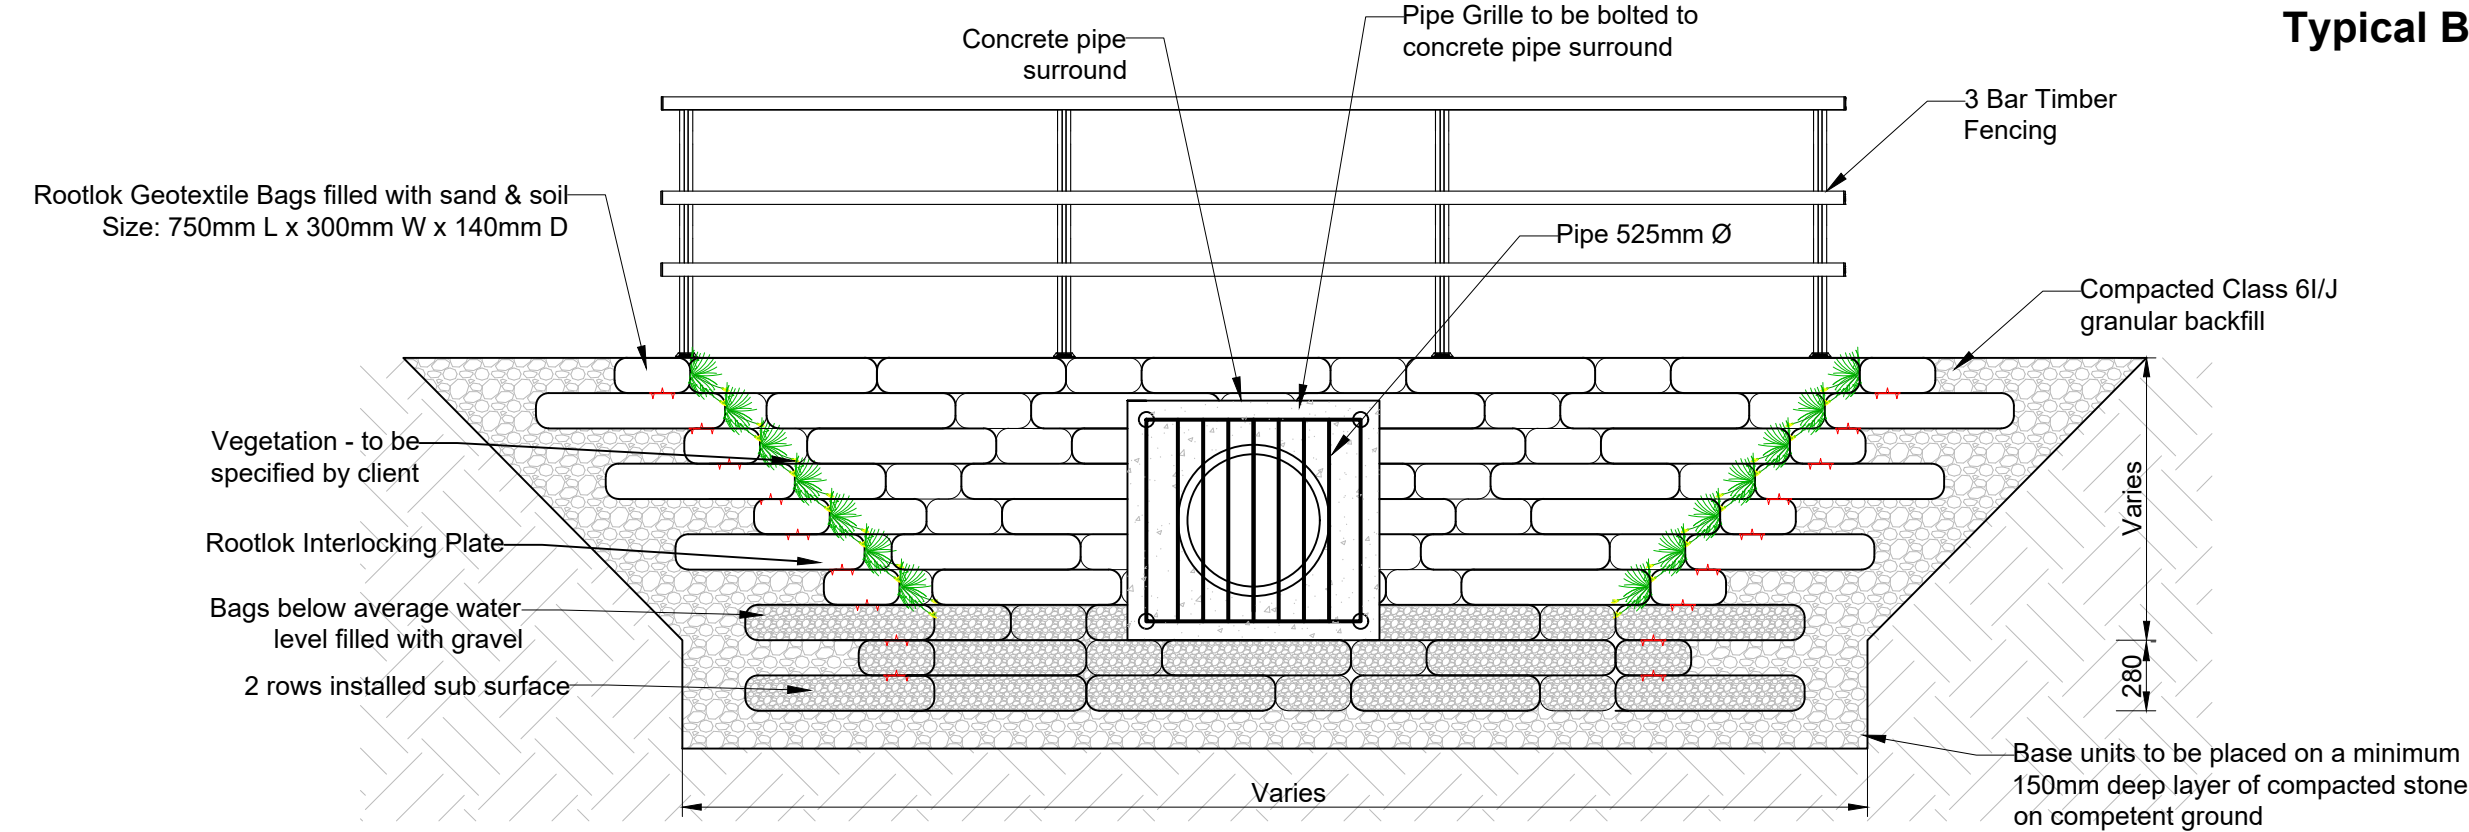 Typical B
Pipe Grille to be bolted to
concrete pipe surround
Concrete pipe
surround
3 Bar Timber
Fencing
Rootlok Geotextile Bags filled with sand & soil
Size: 750mm L x 300mm W x 140mm D
Pipe 525mm Ø
Compacted Class 6I/J
granular backfill
Vegetation - to be
specified by client
Varies
Rootlok Interlocking Plate
Bags below average water
level filled with gravel
280
2 rows installed sub surface
Base units to be placed on a minimum
150mm deep layer of compacted stone
on competent ground
Varies